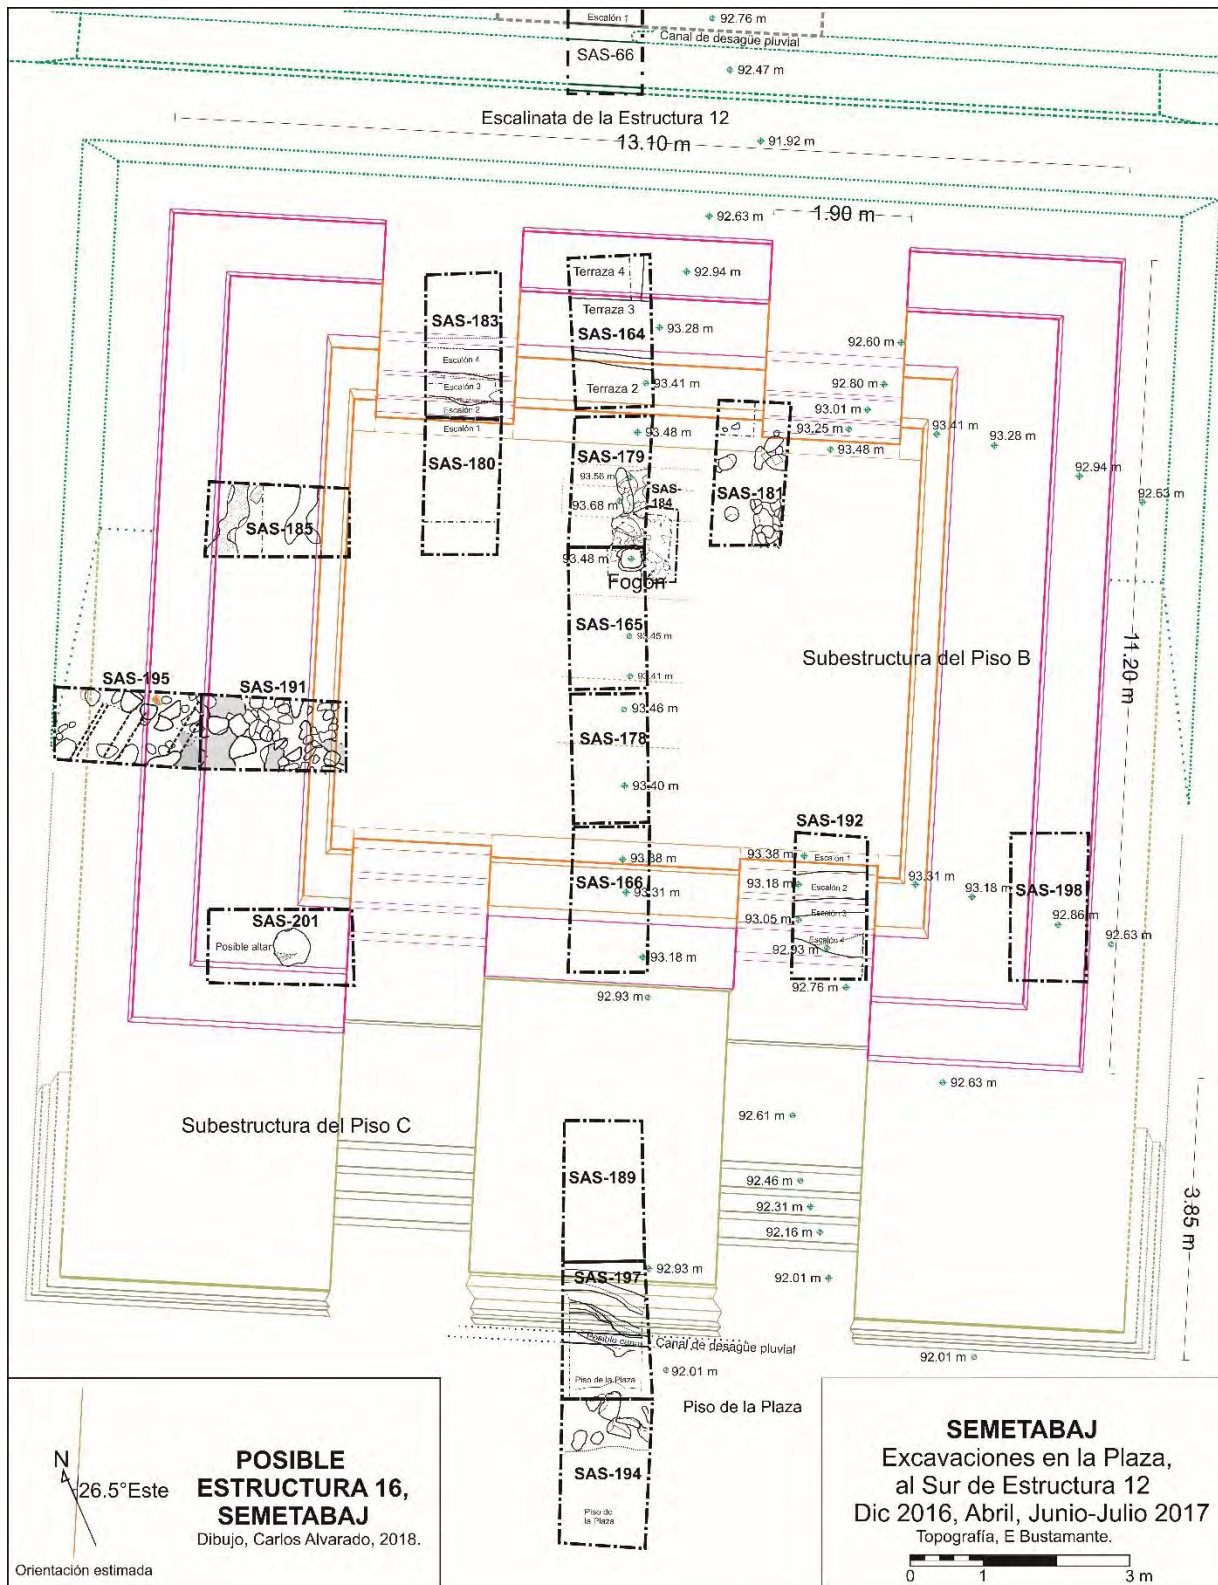 Escalón 1
92.76 m
Canal de desagüe pluvial
SAS-66
92.47 m
Escalinata de la Estructura 12
13.10 m
91.92 m
92.63 m
1.90 m
Terraza 4
92.94 m
Terraza 3
SAS-183
SAS-164
93.28 m
92.60 m
Escalón 4
Escalón 3
Terraza 2
93.41 m
92.80 m
Escalón 2
93.01 m
Escalón 1
93.48 m
93.25 m
93.41 m
93.28 m
93.48 m
SAS-180
SAS-179
92.94 m
93.56 m
SAS-184
SAS-181
92.63 m
93.68 m
SAS-185
93.48 m
Fogón
SAS-165
93.45 m
11.20 m
Subestructura del Piso B
93.41 m
SAS-195
SAS-191
93.46 m
SAS-178
93.40 m
SAS-192
93.38 m
93.38 m
Escalón 1
SAS-166
93.31 m
93.18 m
Escalón 2
93.31 m
93.18 m
SAS-198
SAS-201
93.05 m
Escalón 3
92.86 m
Posible altar
Escalón 4
92.93 m
92.63 m
93.18 m
92.76 m
92.93 m
92.63 m
Subestructura del Piso C
92.61 m
SAS-189
92.46 m
3.85 m
92.31 m
92.16 m
92.93 m
SAS-197
92.01 m
Posible canal
Canal de desagüe pluvial
92.01 m
92.01 m
Piso de la Plaza
Piso de la Plaza
SAS-194
Piso de
la Plaza
N
26.5°Este
Orientación estimada
POSIBLE
ESTRUCTURA 16,
SEMETABAJ
Dibujo, Carlos Alvarado, 2018.
SEMETABAJ
Excavaciones en la Plaza,
al Sur de Estructura 12
Dic 2016, Abril, Junio-Julio 2017
Topografía, E Bustamante.
0 1 3 m